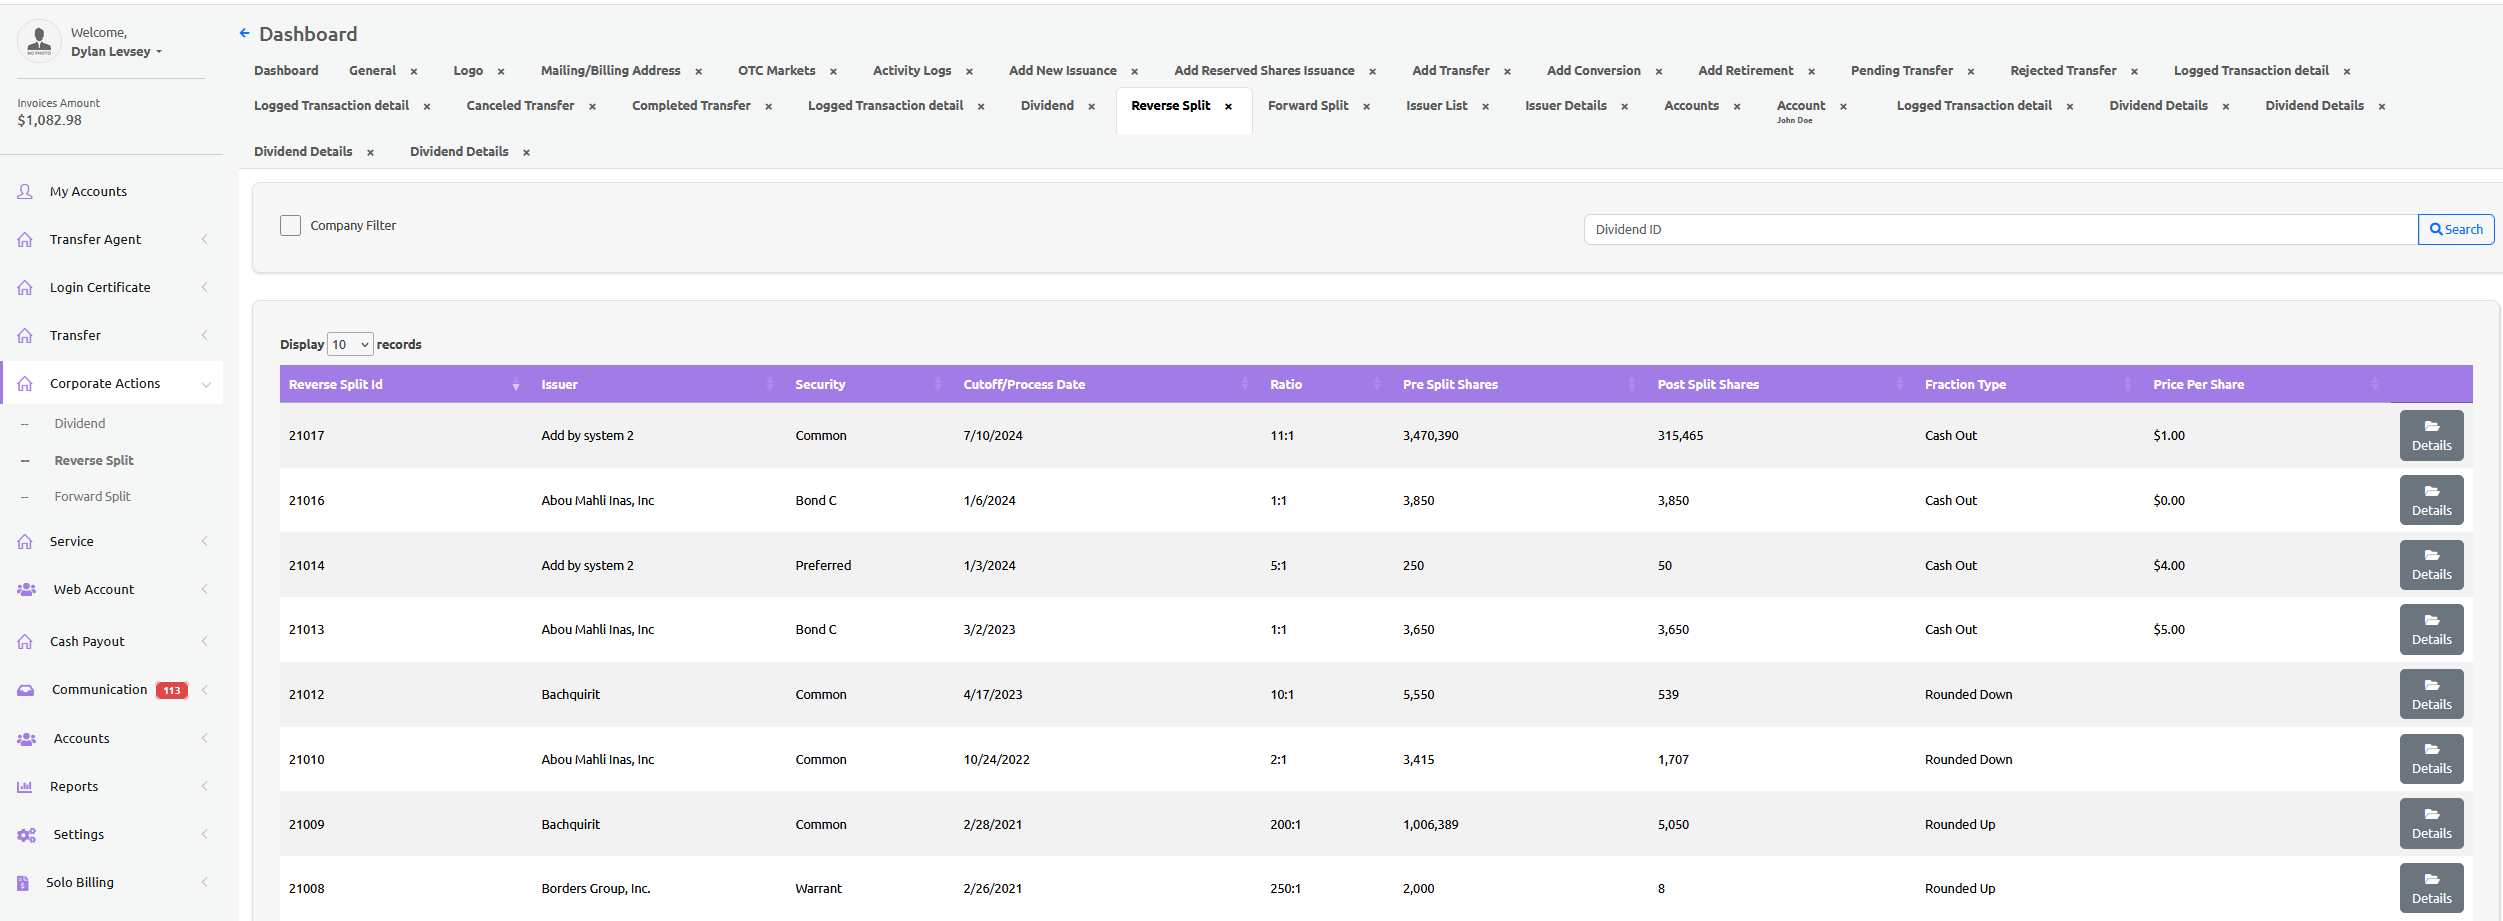 Welcome,
Dylan Levsey
NO PHOTO
Invoices Amount
$1,082.98
My Accounts
Transfer Agent
Login Certificate
Transfer
Corporate Actions
-- Dividend
-- Reverse Split
-- Forward Split
Service
Web Account
Cash Payout
Communication 113
Accounts
Reports
Settings
Solo Billing
Dashboard
Dashboard General × Logo × Mailing/Billing Address × OTC Markets × Activity Logs × Add New Issuance × Add Reserved Shares Issuance × Add Transfer × Add Conversion × Add Retirement × Pending Transfer × Rejected Transfer × Logged Transaction detail ×
Logged Transaction detail × Canceled Transfer × Completed Transfer × Logged Transaction detail × Dividend × Reverse Split × Forward Split × Issuer List × Issuer Details × Accounts × Account × Logged Transaction detail × Dividend Details × Dividend Details ×
John Doe
Dividend Details × Dividend Details ×
Company Filter
Dividend ID Search
Display 10 records
Reverse Split Id Issuer Security Cutoff/Process Date Ratio Pre Split Shares Post Split Shares Fraction Type Price Per Share
21017 Add by system 2 Common 7/10/2024 11:1 3,470,390 315,465 Cash Out $1.00 Details
21016 Abou Mahli Inas, Inc Bond C 1/6/2024 1:1 3,850 3,850 Cash Out $0.00 Details
21014 Add by system 2 Preferred 1/3/2024 5:1 250 50 Cash Out $4.00 Details
21013 Abou Mahli Inas, Inc Bond C 3/2/2023 1:1 3,650 3,650 Cash Out $5.00 Details
21012 Bachquirit Common 4/17/2023 10:1 5,550 539 Rounded Down Details
21010 Abou Mahli Inas, Inc Common 10/24/2022 2:1 3,415 1,707 Rounded Down Details
21009 Bachquirit Common 2/28/2021 200:1 1,006,389 5,050 Rounded Up Details
21008 Borders Group, Inc. Warrant 2/26/2021 250:1 2,000 8 Rounded Up Details